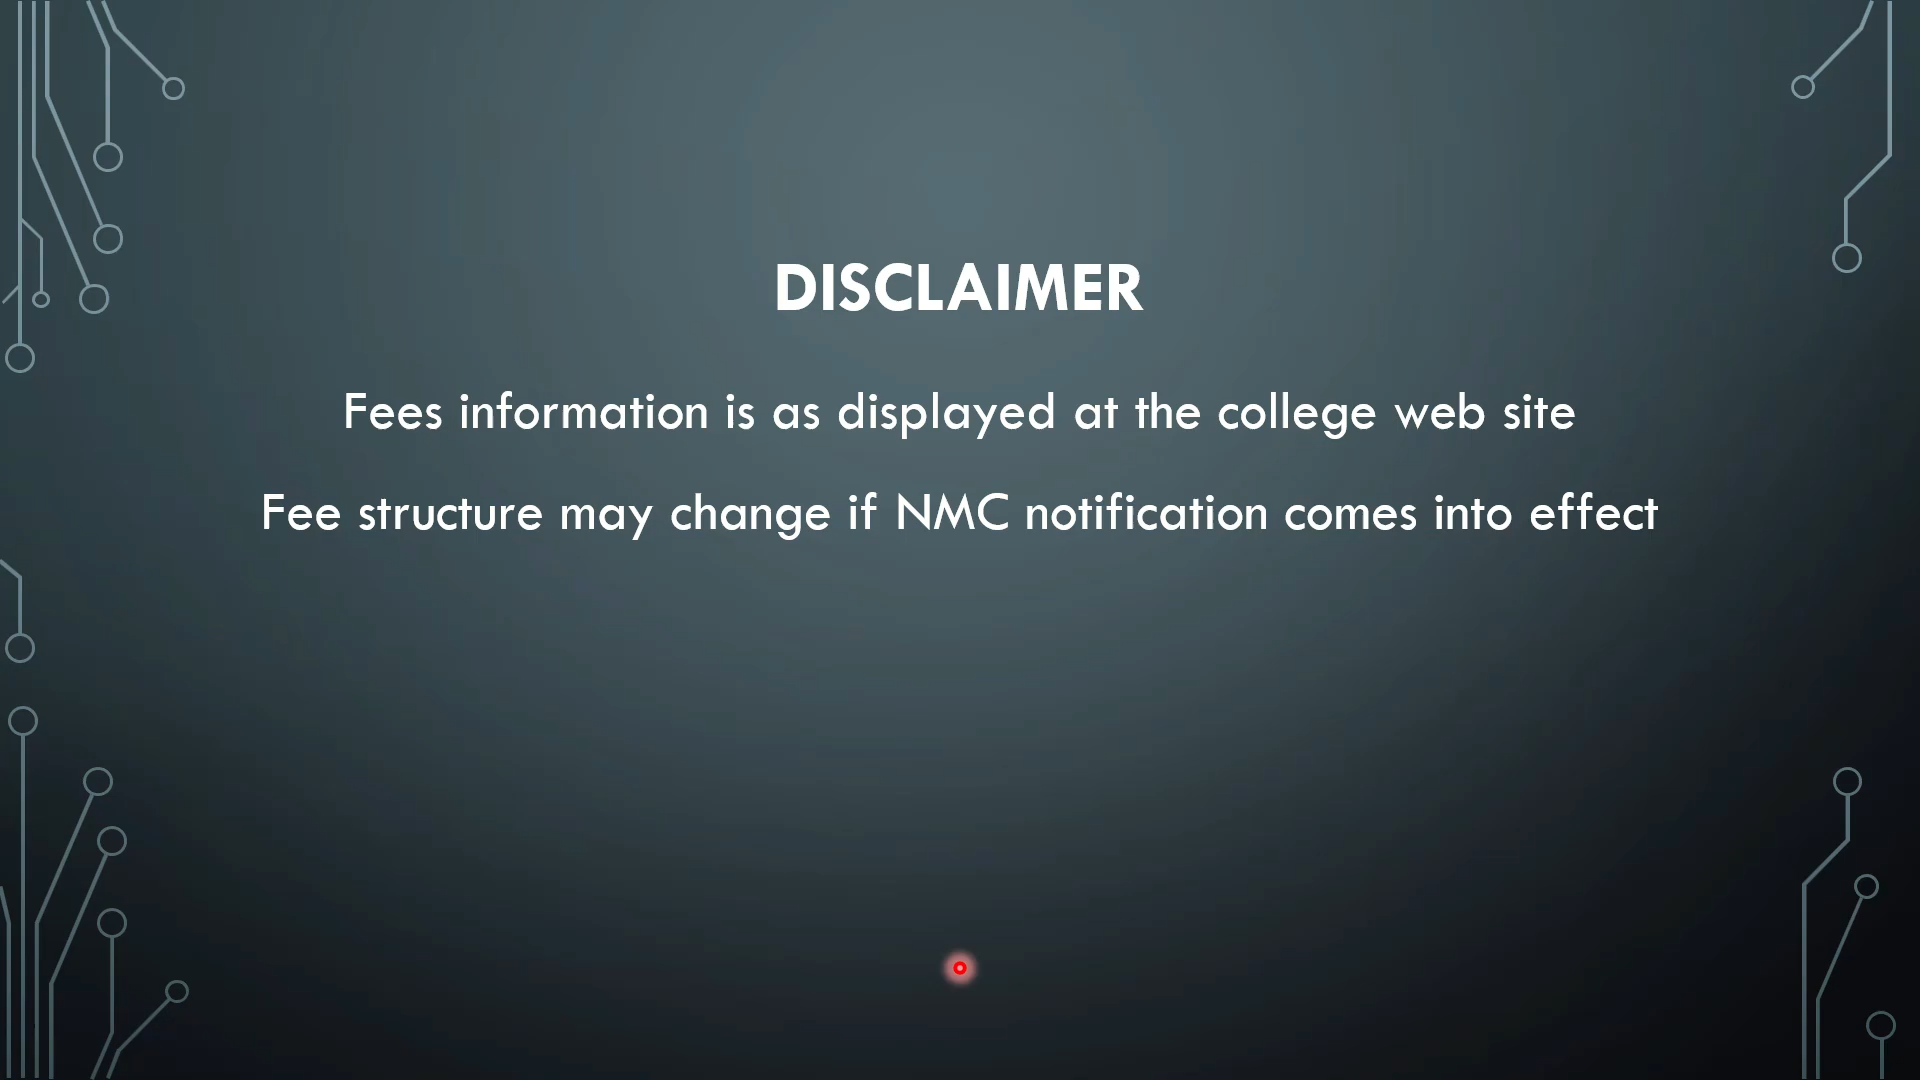 DISCLAIMER
Fees information is as displayed at the college web site
Fee structure may change if NMC notification comes into effect